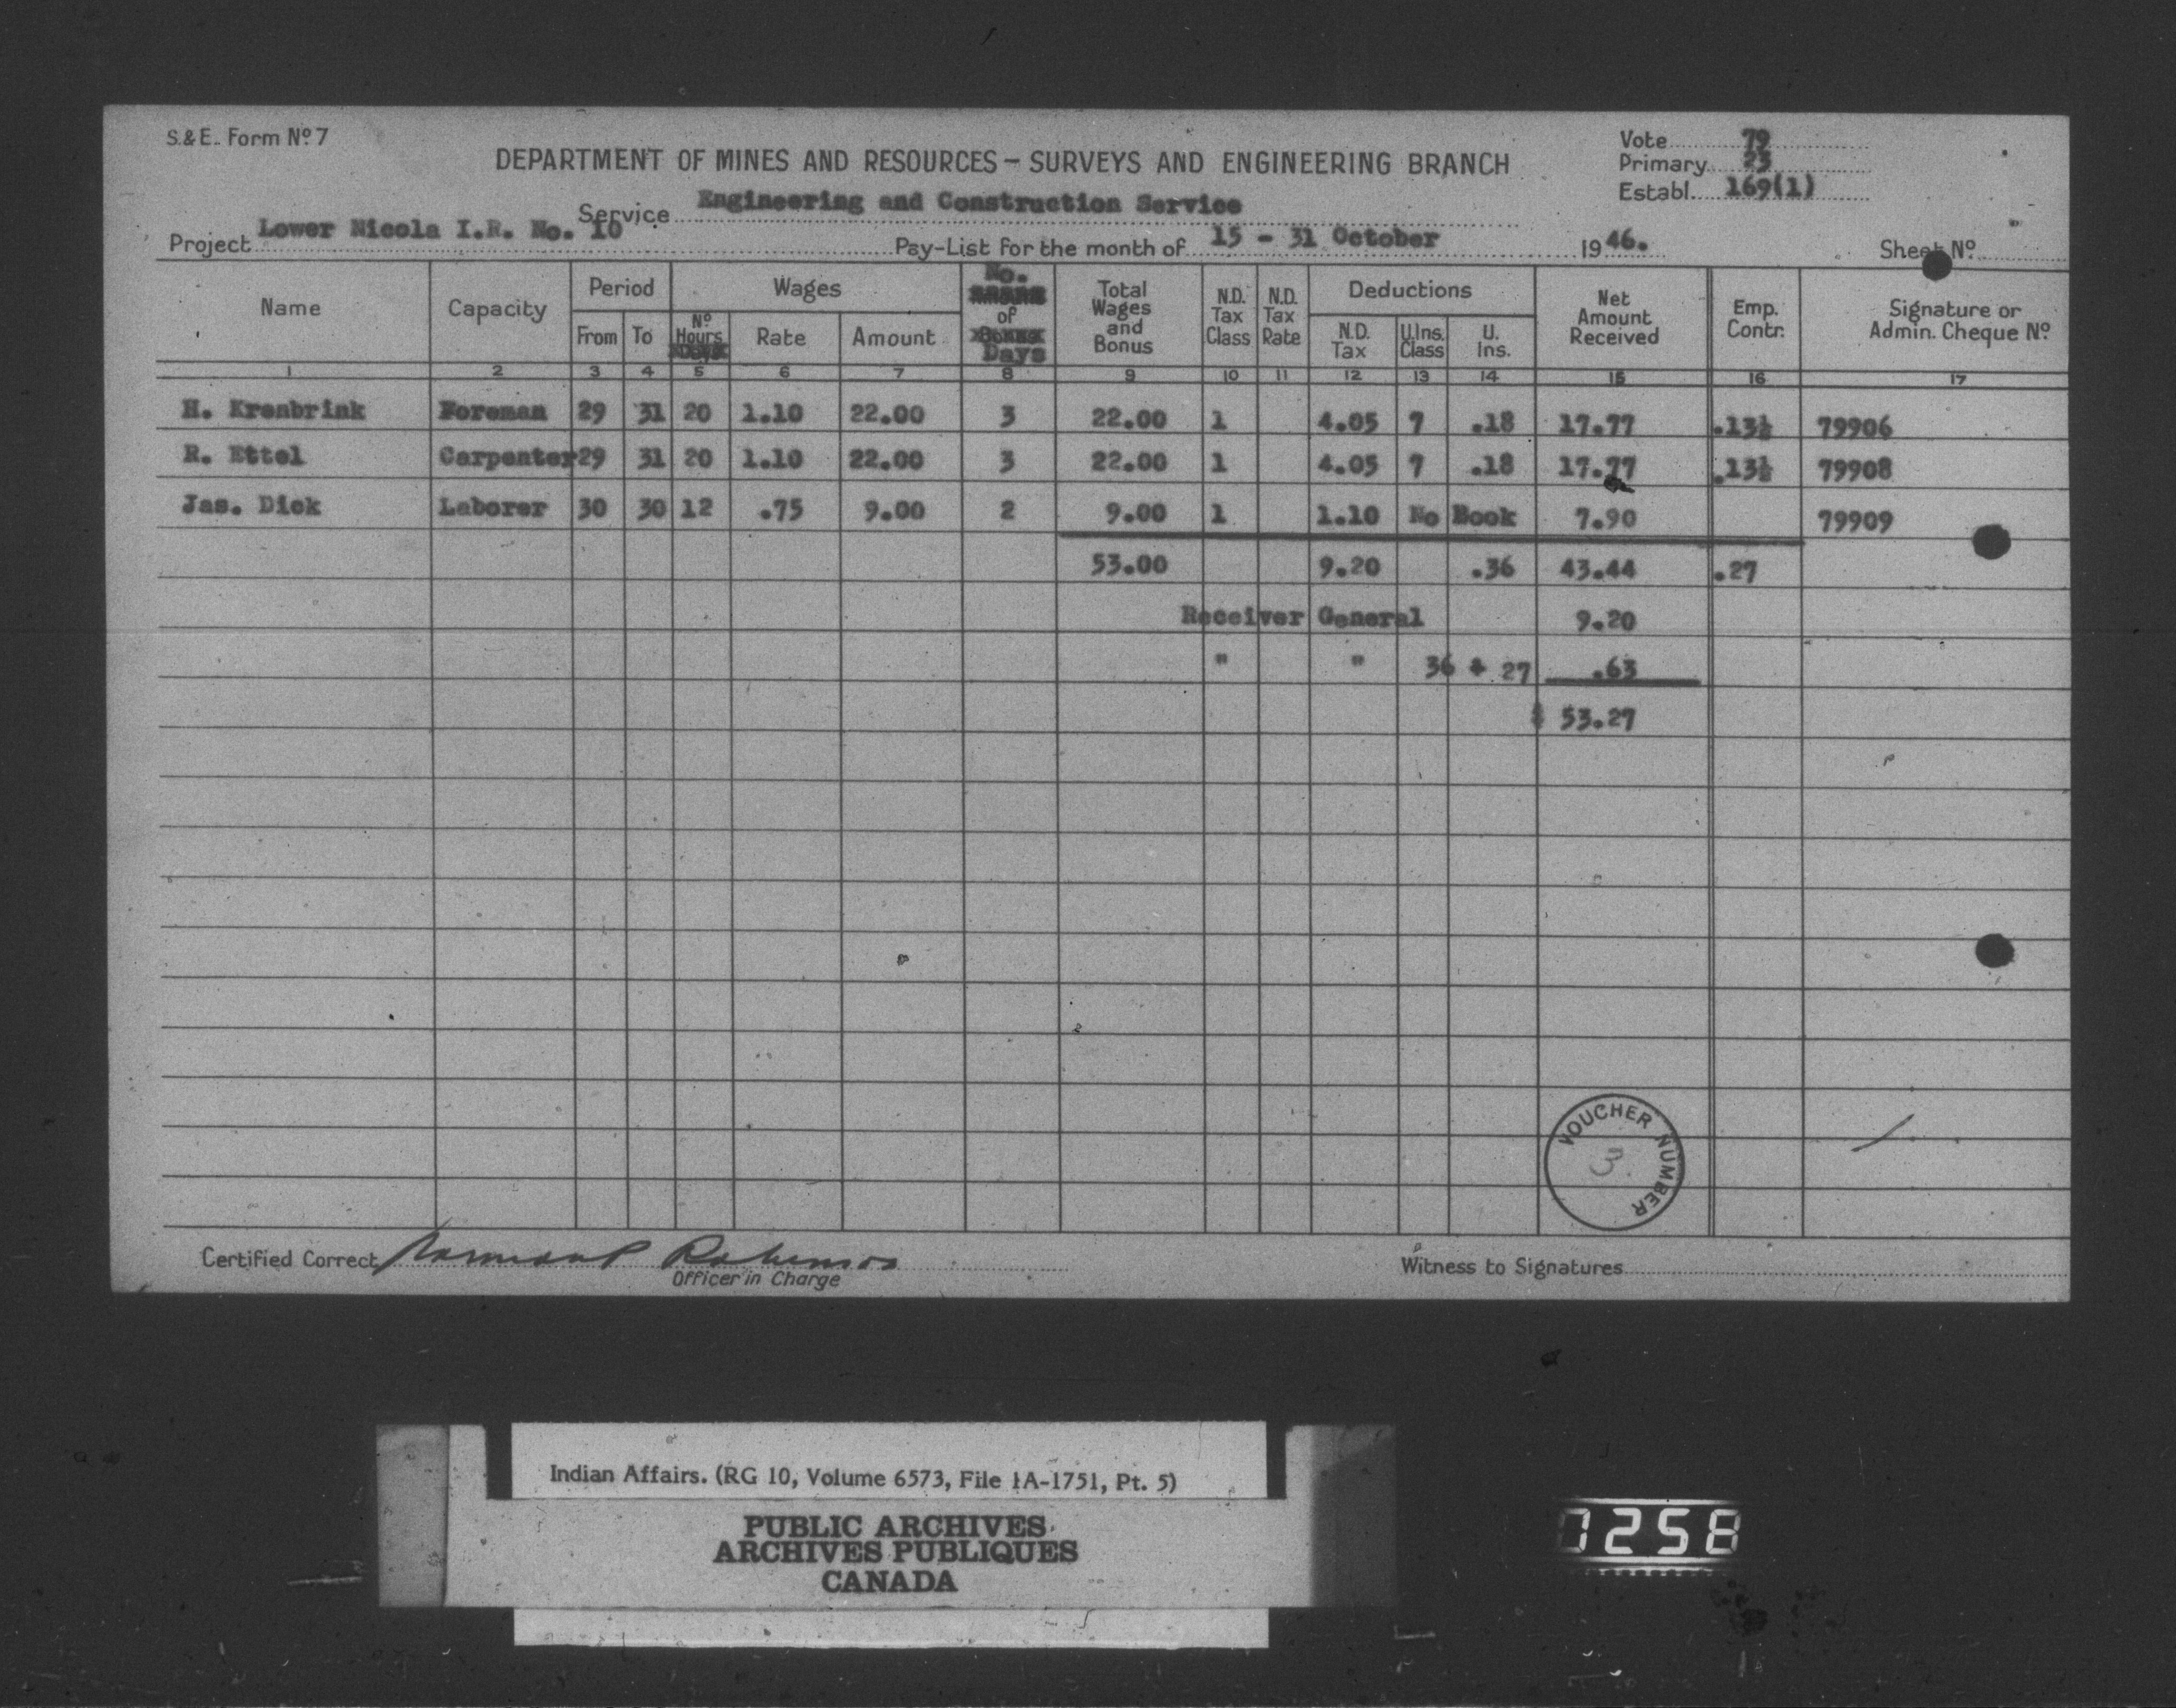 S.&E. Form Nº 7
DEPARTMENT OF MINES AND RESOURCES – SURVEYS AND ENGINEERING BRANCH
Vote 79
Primary 23
Establ. 169(1)
Service Engineering and Construction Service
Project Lower Nicola I.R. No. 10 Pay-List for the month of 15 - 31 October 1946. Sheet Nº
Name Capacity Period From To Wages Nº Hours Rate Amount No. of Days Total Wages and Bonus N.D. Tax Class N.D. Tax Rate Deductions N.D. Tax U.Ins. Class U. Ins. Net Amount Received Emp. Contr. Signature or Admin. Cheque Nº
1 2 3 4 5 6 7 8 9 10 11 12 13 14 15 16 17
H. Krenbrink Foreman 29 31 20 1.10 22.00 3 22.00 1 4.05 7 .18 17.77 .13½ 79906
R. Ettel Carpenter 29 31 20 1.10 22.00 3 22.00 1 4.05 7 .18 17.77 .13½ 79908
Jas. Dick Laborer 30 30 12 .75 9.00 2 9.00 1 1.10 No Book 7.90 79909
53.00 9.20 .36 43.44 .27
Receiver General 9.20
" " 36 & 27 .63
$ 53.27
VOUCHER NUMBER
3
Certified Correct
Officer in Charge
Witness to Signatures
Indian Affairs. (RG 10, Volume 6573, File 1A-1751, Pt. 5)
PUBLIC ARCHIVES
ARCHIVES PUBLIQUES
CANADA
0258